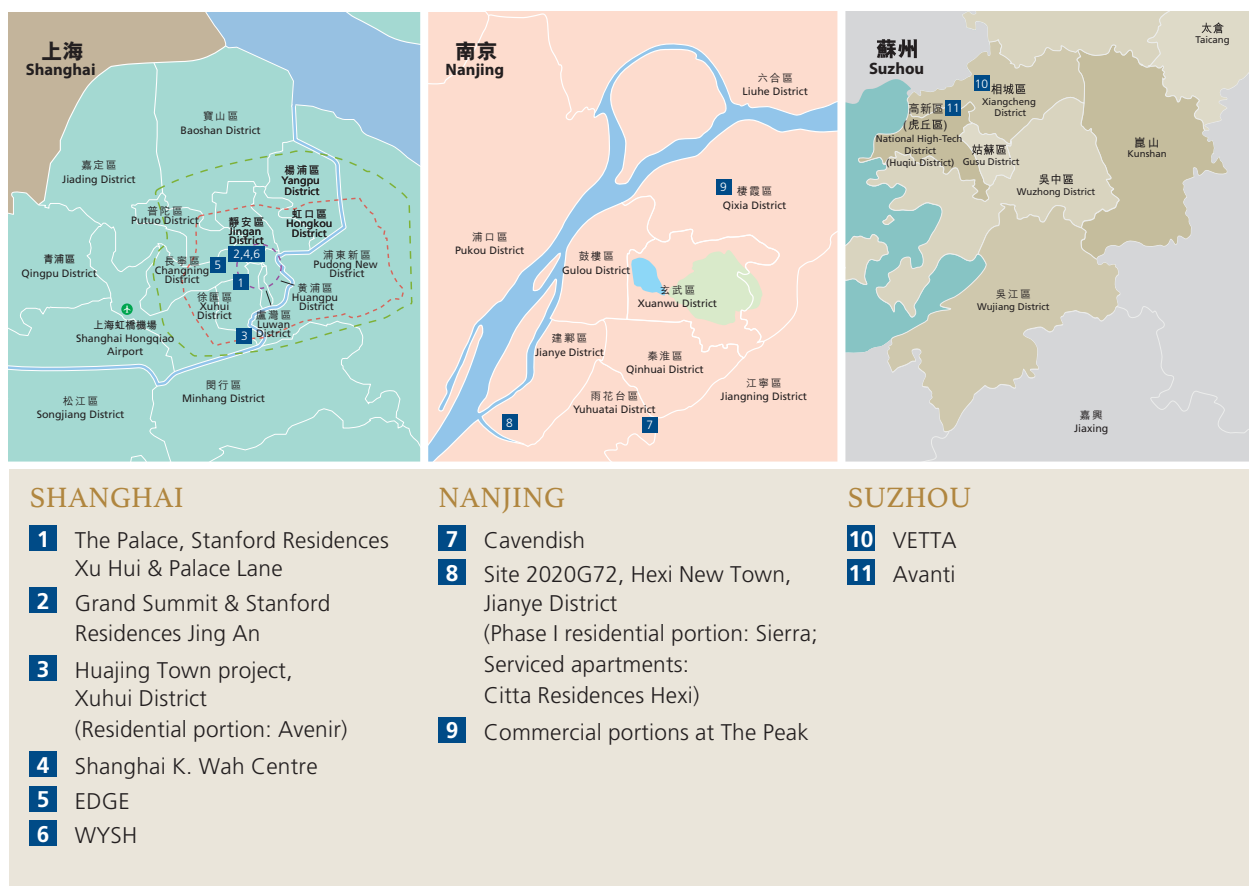 上海
Shanghai
寶山區
Baoshan District
嘉定區
Jiading District
楊浦區
Yangpu
District
普陀區
Putuo District
靜安區
Jingan
District
虹口區
Hongkou
District
2,4,6
青浦區
Qingpu District
長寧區
Changning
District
5
浦東新區
Pudong New
District
1
黄浦區
Huangpu
District
徐匯區
Xuhui
District
盧灣區
Luwan
District
3
上海虹橋機場
Shanghai Hongqiao
Airport
閔行區
Minhang District
松江區
Songjiang District
南京
Nanjing
六合區
Liuhe District
9
棲霞區
Qixia District
浦口區
Pukou District
鼓樓區
Gulou District
玄武區
Xuanwu District
建鄴區
Jianye District
秦淮區
Qinhuai District
江寧區
Jiangning District
雨花台區
Yuhuatai District
8
7
蘇州
Suzhou
太倉
Taicang
10
相城區
Xiangcheng
District
高新區
11
(虎丘區)
National High-Tech
District
(Huqiu District)
姑蘇區
Gusu District
崑山
Kunshan
吳中區
Wuzhong District
吳江區
Wujiang District
嘉興
Jiaxing
SHANGHAI
1 The Palace, Stanford Residences
Xu Hui & Palace Lane
2 Grand Summit & Stanford
Residences Jing An
3 Huajing Town project,
Xuhui District
(Residential portion: Avenir)
4 Shanghai K. Wah Centre
5 EDGE
6 WYSH
NANJING
7 Cavendish
8 Site 2020G72, Hexi New Town,
Jianye District
(Phase I residential portion: Sierra;
Serviced apartments:
Citta Residences Hexi)
9 Commercial portions at The Peak
SUZHOU
10 VETTA
11 Avanti